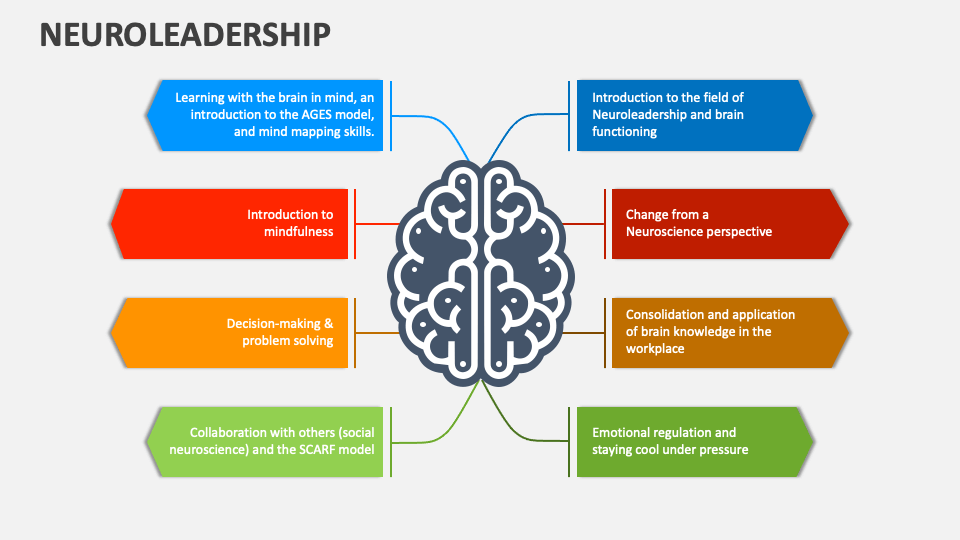 NEUROLEADERSHIP
Learning with the brain in mind, an
introduction to the AGES model,
and mind mapping skills.
Introduction to the field of
Neuroleadership and brain
functioning
Introduction to
mindfulness
Change from a
Neuroscience perspective
Decision-making &
problem solving
Consolidation and application
of brain knowledge in the
workplace
Collaboration with others (social
neuroscience) and the SCARF model
Emotional regulation and
staying cool under pressure